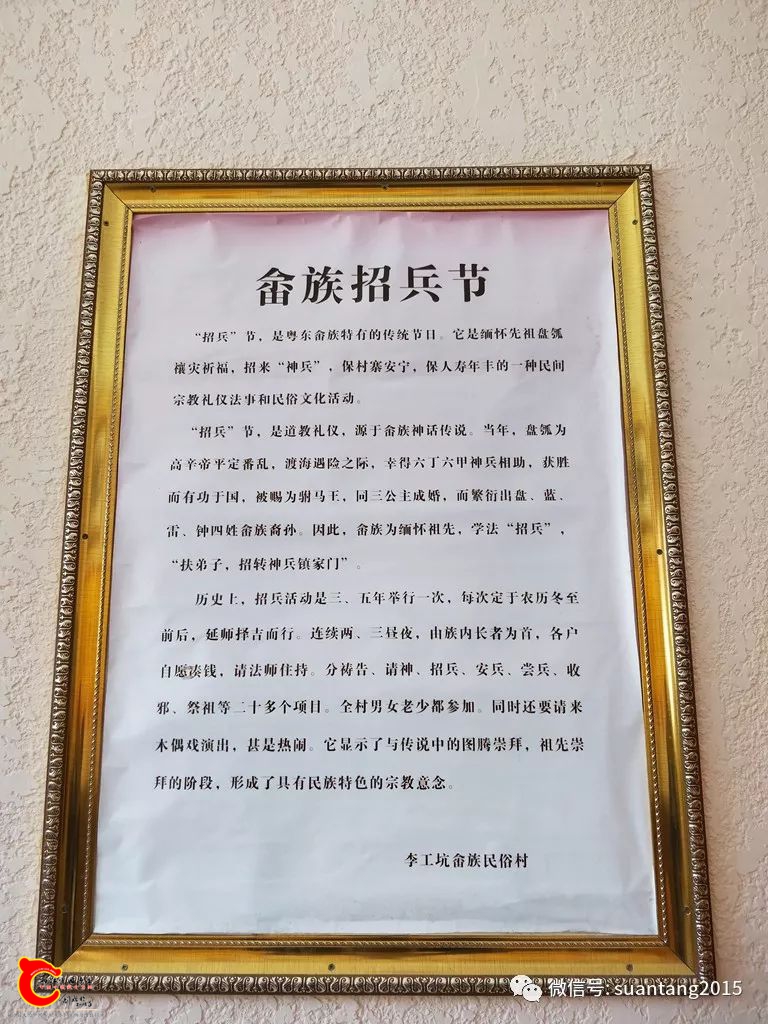 畲族招兵节
“招兵”节，是粤东畲族特有的传统节日。它是缅怀先祖盘瓠
禳灾祈福，招来“神兵”，保村寨安宁，保人寿年丰的一种民间
宗教礼仪法事和民俗文化活动。
“招兵”节，是道教礼仪，源于畲族神话传说。当年，盘瓠为
高辛帝平定番乱，渡海遇险之际，幸得六丁六甲神兵相助，获胜
而有功于国，被赐为驸马王，同三公主成婚，而繁衍出盘、蓝、
雷、钟四姓畲族裔孙。因此，畲族为缅怀祖先，学法“招兵”，
“扶弟子，招转神兵镇家门”。
历史上，招兵活动是三、五年举行一次，每次定于农历冬至
前后，延师择吉而行。连续两、三昼夜，由族内长者为首，各户
自愿凑钱，请法师住持。分祷告、请神、招兵、安兵、尝兵、收
邪、祭祖等二十多个项目。全村男女老少都参加。同时还要请来
木偶戏演出，甚是热闹。它显示了与传说中的图腾崇拜，祖先崇
拜的阶段，形成了具有民族特色的宗教意念。
李工坑畲族民俗村
微信号: suantang2015